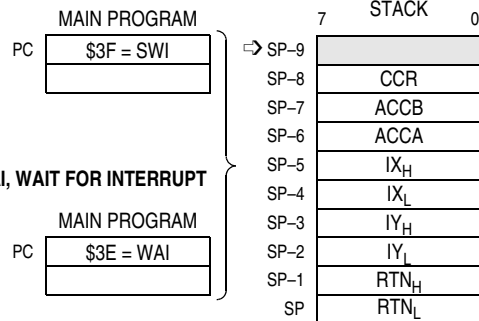 MAIN PROGRAM
PC $3F = SWI
I, WAIT FOR INTERRUPT
MAIN PROGRAM
PC $3E = WAI
STACK
7 0
SP–9
SP–8 CCR
SP–7 ACCB
SP–6 ACCA
SP–5 IXH
SP–4 IXL
SP–3 IYH
SP–2 IYL
SP–1 RTNH
SP RTNL